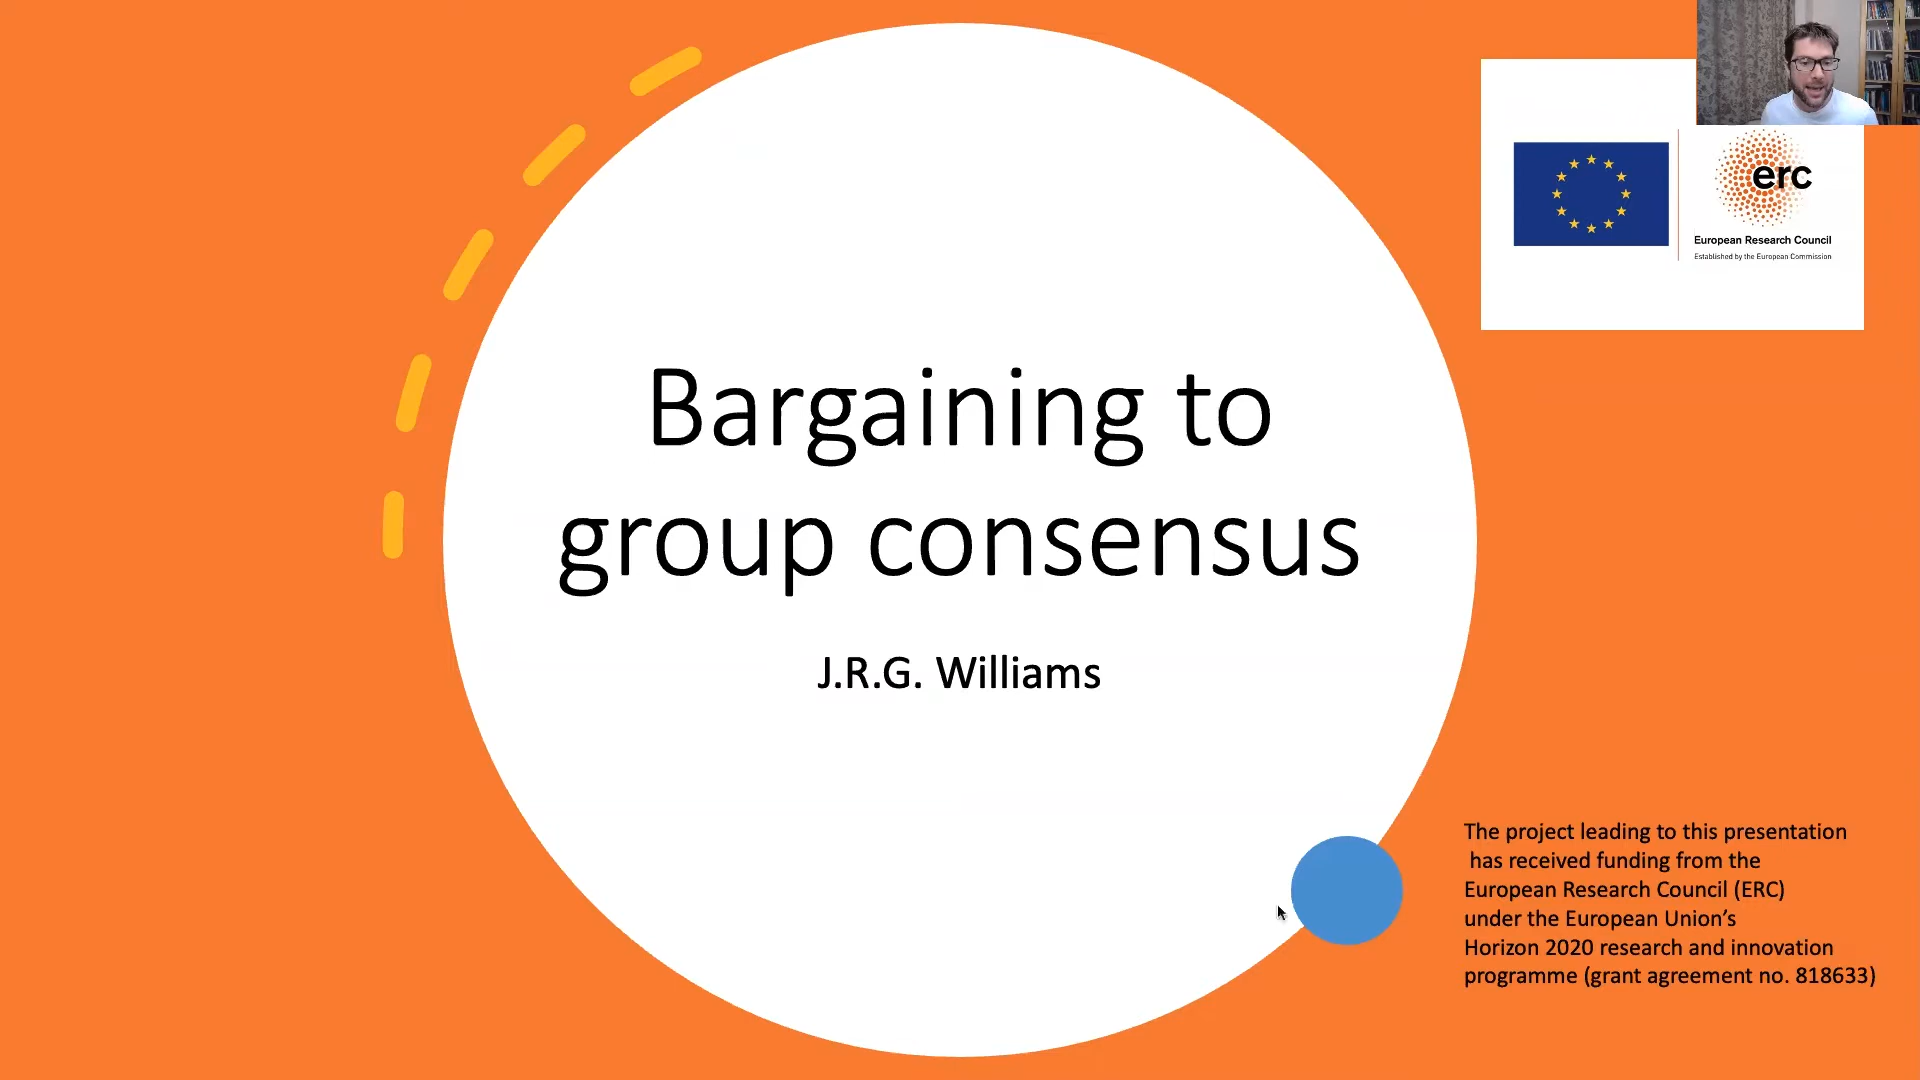 Bargaining to
group consensus
J.R.G. Williams
erc
European Research Council
Established by the European Commission
The project leading to this presentation
has received funding from the
European Research Council (ERC)
under the European Union’s
Horizon 2020 research and innovation
programme (grant agreement no. 818633)